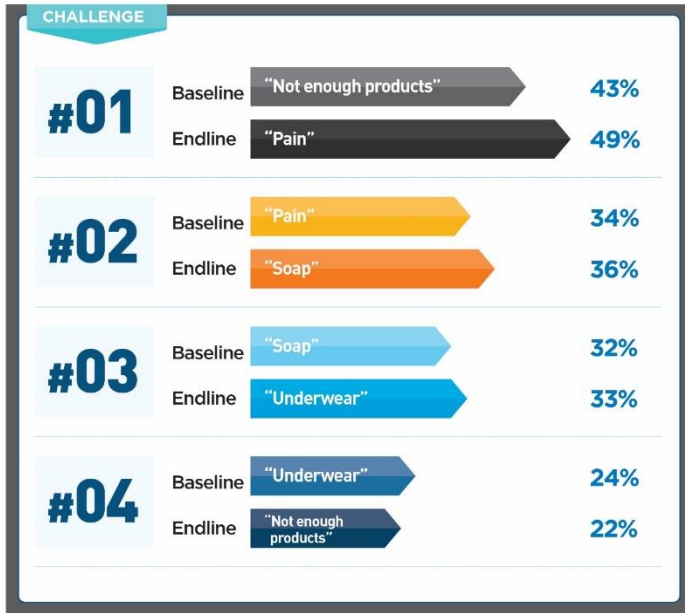 CHALLENGE
#01
Baseline
“Not enough products”
43%
Endline
“Pain”
49%
#02
Baseline
“Pain”
34%
Endline
“Soap”
36%
#03
Baseline
“Soap”
32%
Endline
“Underwear”
33%
#04
Baseline
“Underwear”
24%
Endline
“Not enough
products”
22%